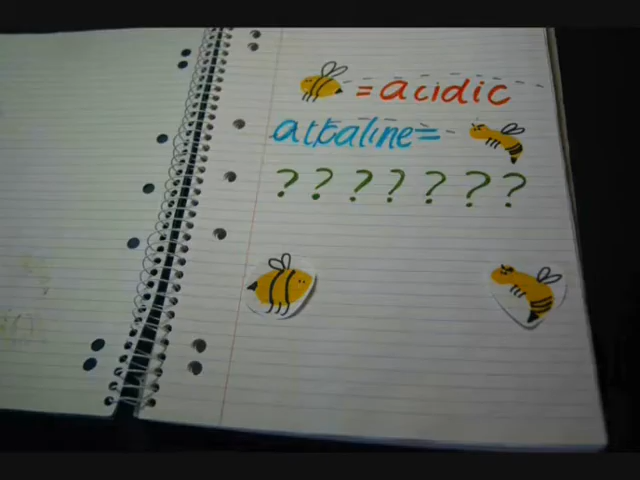 = acidic
alkaline =
? ? ? ? ? ? ?